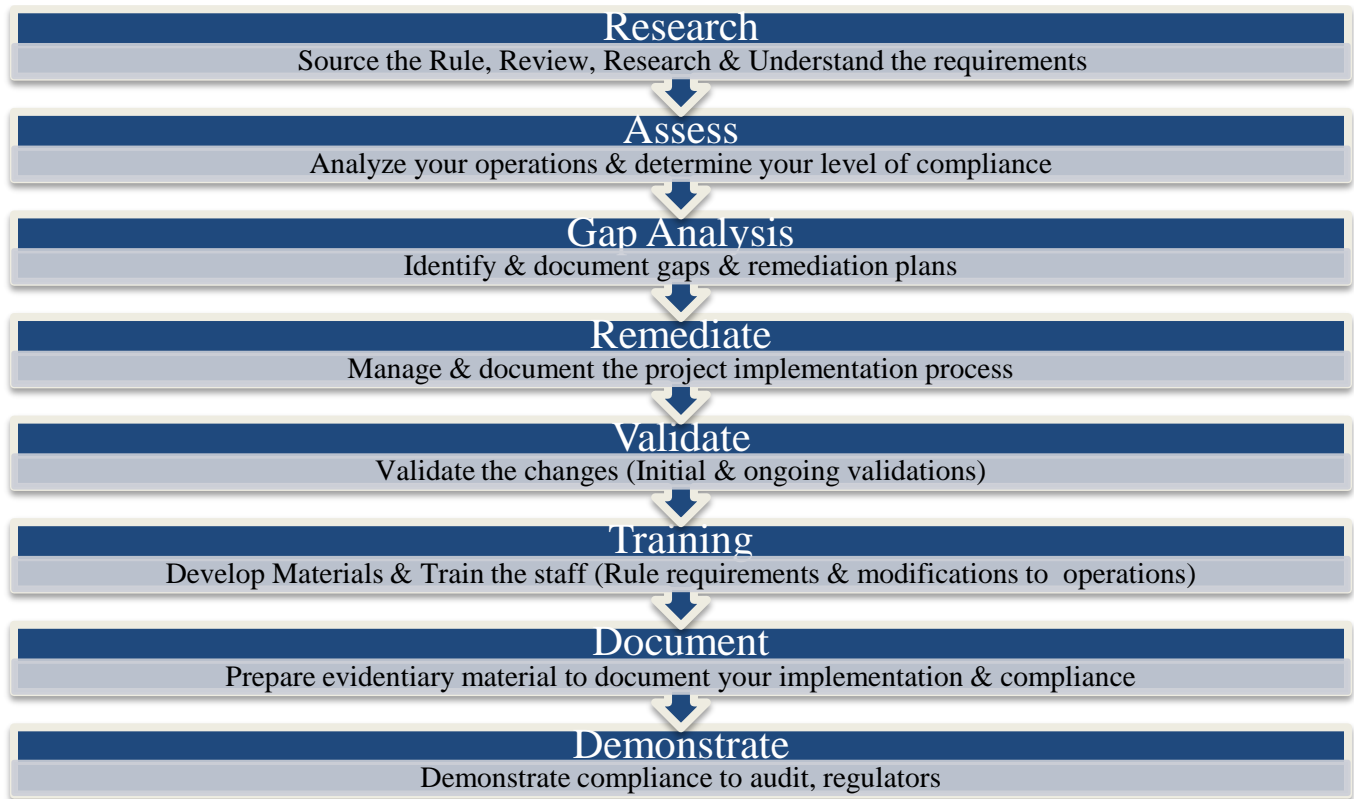 Research
Source the Rule, Review, Research & Understand the requirements
Assess
Analyze your operations & determine your level of compliance
Gap Analysis
Identify & document gaps & remediation plans
Remediate
Manage & document the project implementation process
Validate
Validate the changes (Initial & ongoing validations)
Training
Develop Materials & Train the staff (Rule requirements & modifications to  operations)
Document
Prepare evidentiary material to document your implementation & compliance
Demonstrate
Demonstrate compliance to audit, regulators